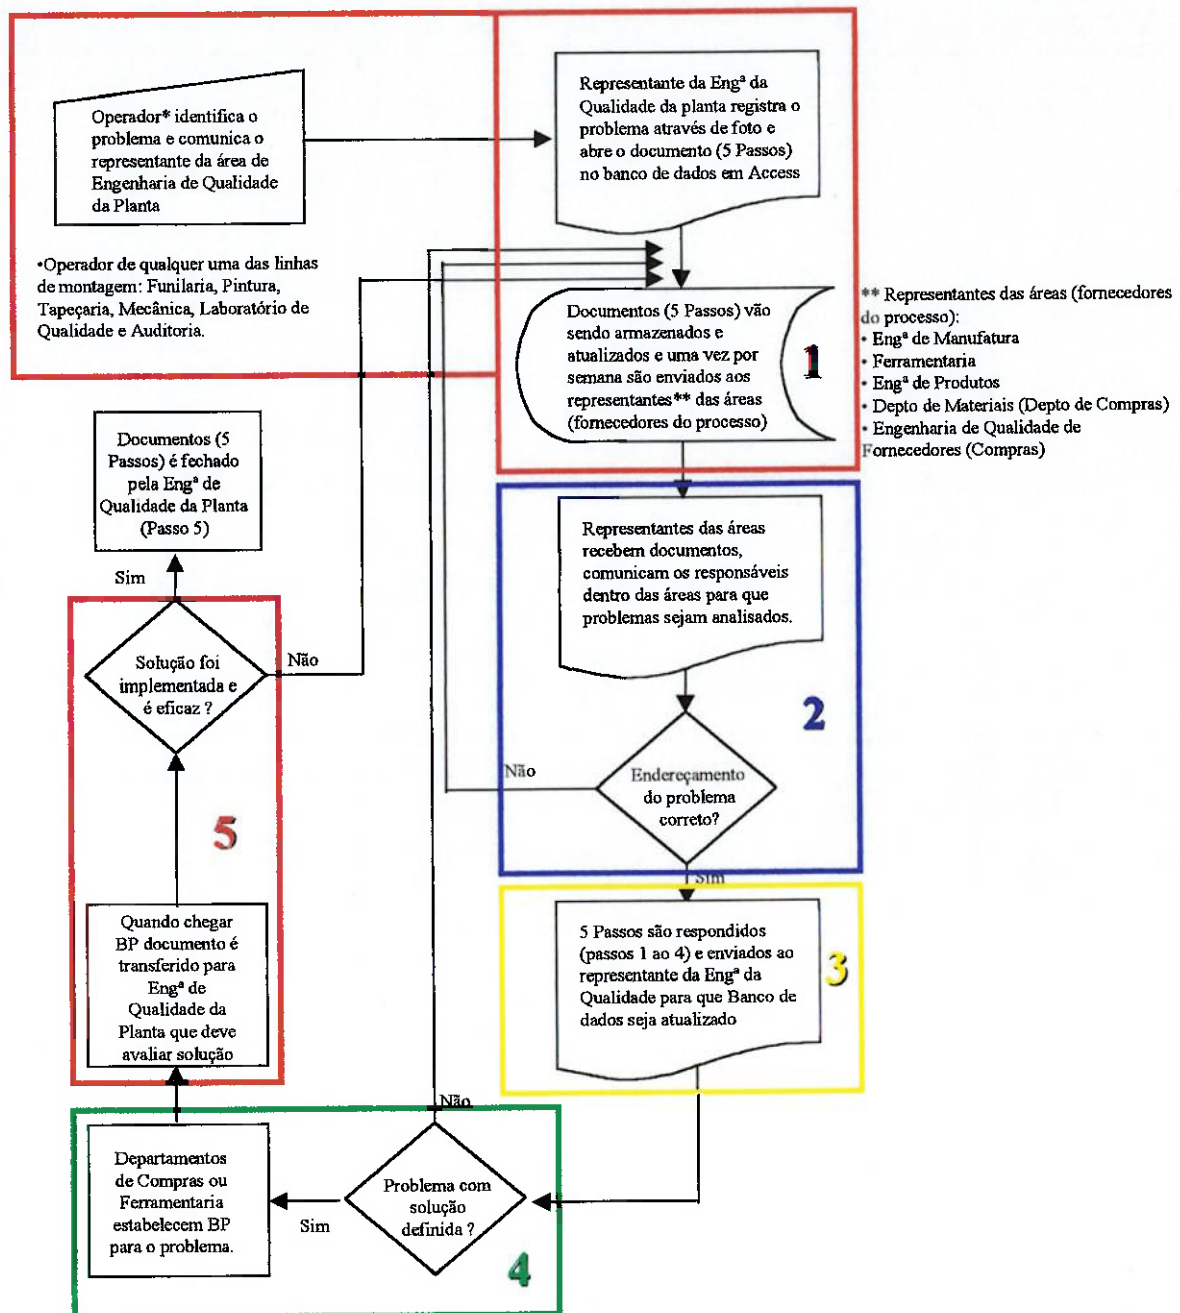 Operador* identifica o
problema e comunica o
representante da área de
Engenharia de Qualidade
da Planta
•Operador de qualquer uma das linhas
de montagem: Funilaria, Pintura,
Tapeçaria, Mecânica, Laboratório de
Qualidade e Auditoria.
Representante da Engª da
Qualidade da planta registra o
problema através de foto e
abre o documento (5 Passos)
no banco de dados em Access
Documentos (5 Passos) vão
sendo armazenados e
atualizados e uma vez por
semana são enviados aos
representantes** das áreas
(fornecedores do processo)
1
** Representantes das áreas (fornecedores
do processo):
• Engª de Manufatura
• Ferramentaria
• Engª de Produtos
• Depto de Materiais (Depto de Compras)
• Engenharia de Qualidade de
Fornecedores (Compras)
Representantes das áreas
recebem documentos,
comunicam os responsáveis
dentro das áreas para que
problemas sejam analisados.
2
Endereçamento
do problema
correto?
Não
Sim
5 Passos são respondidos
(passos 1 ao 4) e enviados ao
representante da Engª da
Qualidade para que Banco de
dados seja atualizado
3
Problema com
solução
definida ?
Não
Sim
4
Departamentos
de Compras ou
Ferramentaria
estabelecem BP
para o problema.
Quando chegar
BP documento é
transferido para
Engª de
Qualidade da
Planta que deve
avaliar solução
5
Solução foi
implementada e
é eficaz ?
Não
Sim
Documentos (5
Passos) é fechado
pela Engª de
Qualidade da Planta
(Passo 5)